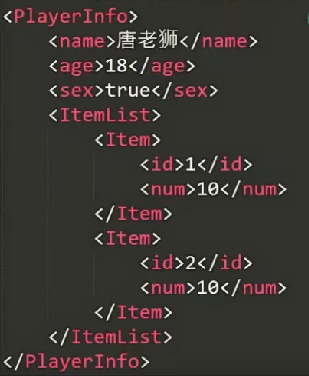 <PlayerInfo>
    <name>唐老狮</name>
    <age>18</age>
    <sex>true</sex>
    <ItemList>
        <Item>
            <id>1</id>
            <num>10</num>
        </Item>
        <Item>
            <id>2</id>
            <num>10</num>
        </Item>
    </ItemList>
</PlayerInfo>